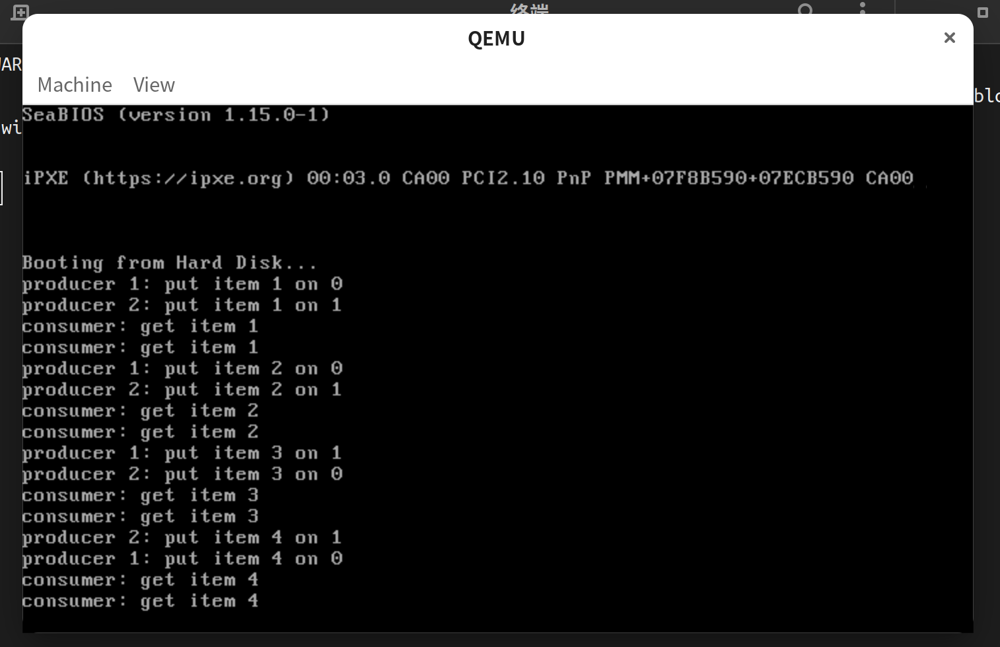 终端
QEMU
Machine View
SeaBIOS (version 1.15.0-1)
iPXE (https://ipxe.org) 00:03.0 CA00 PCI2.10 PnP PMM+07F8B590+07ECB590 CA00
Booting from Hard Disk...
producer 1: put item 1 on 0
producer 2: put item 1 on 1
consumer: get item 1
consumer: get item 1
producer 1: put item 2 on 0
producer 2: put item 2 on 1
consumer: get item 2
consumer: get item 2
producer 1: put item 3 on 1
producer 2: put item 3 on 0
consumer: get item 3
consumer: get item 3
producer 2: put item 4 on 1
producer 1: put item 4 on 0
consumer: get item 4
consumer: get item 4